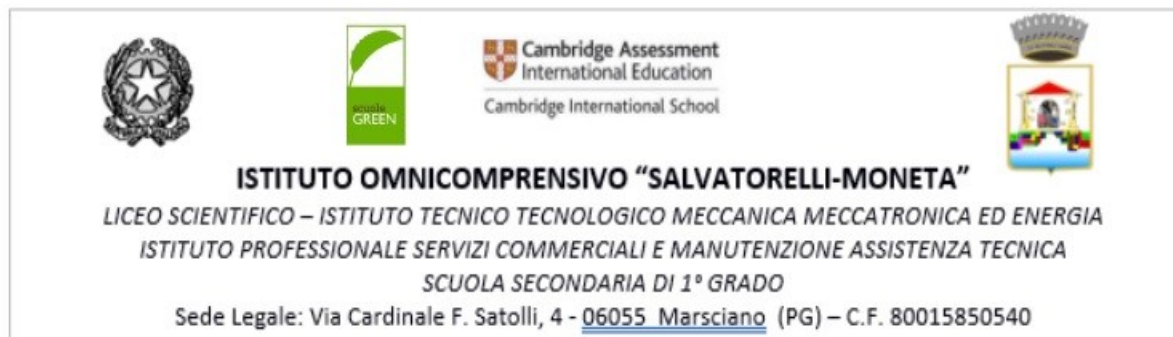 scuola
GREEN
Cambridge Assessment
International Education
Cambridge International School
ISTITUTO OMNICOMPRENSIVO “SALVATORELLI-MONETA”
LICEO SCIENTIFICO – ISTITUTO TECNICO TECNOLOGICO MECCANICA MECCATRONICA ED ENERGIA
ISTITUTO PROFESSIONALE SERVIZI COMMERCIALI E MANUTENZIONE ASSISTENZA TECNICA
SCUOLA SECONDARIA DI 1° GRADO
Sede Legale: Via Cardinale F. Satolli, 4 - 06055 Marsciano (PG) – C.F. 80015850540